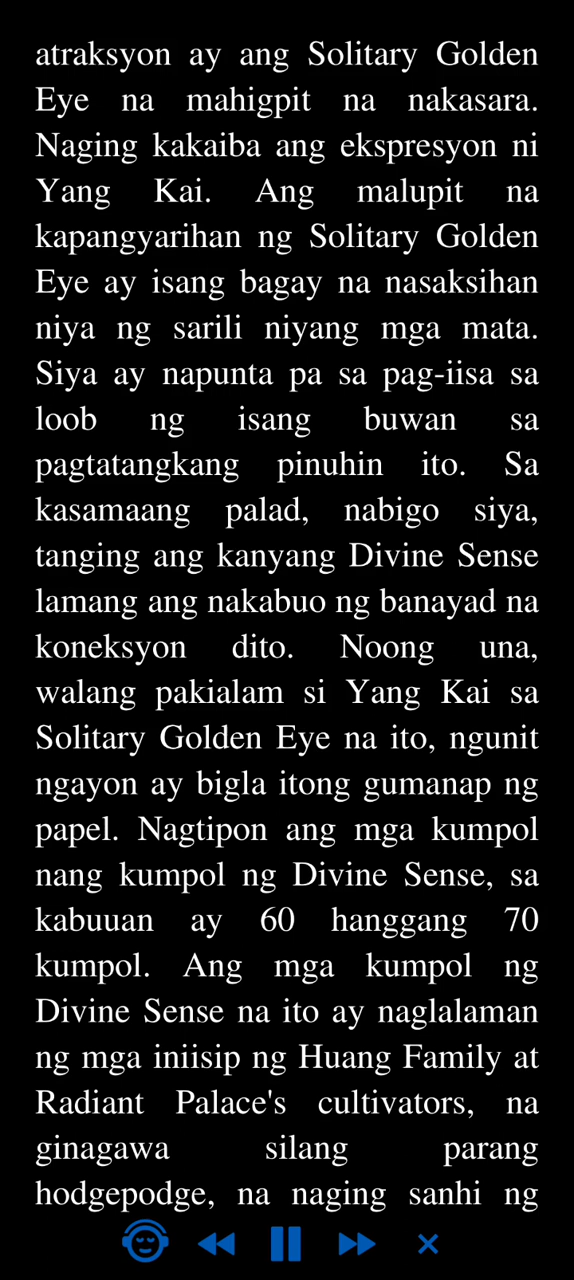 atraksyon ay ang Solitary Golden
Eye na mahigpit na nakasara.
Naging kakaiba ang ekspresyon ni
Yang Kai. Ang malupit na
kapangyarihan ng Solitary Golden
Eye ay isang bagay na nasaksihan
niya ng sarili niyang mga mata.
Siya ay napunta pa sa pag-iisa sa
loob ng isang buwan sa
pagtatangkang pinuhin ito. Sa
kasamaang palad, nabigo siya,
tanging ang kanyang Divine Sense
lamang ang nakabuo ng banayad na
koneksyon dito. Noong una,
walang pakialam si Yang Kai sa
Solitary Golden Eye na ito, ngunit
ngayon ay bigla itong gumanap ng
papel. Nagtipon ang mga kumpol
nang kumpol ng Divine Sense, sa
kabuuan ay 60 hanggang 70
kumpol. Ang mga kumpol ng
Divine Sense na ito ay naglalaman
ng mga iniisip ng Huang Family at
Radiant Palace's cultivators, na
ginagawa silang parang
hodgepodge, na naging sanhi ng